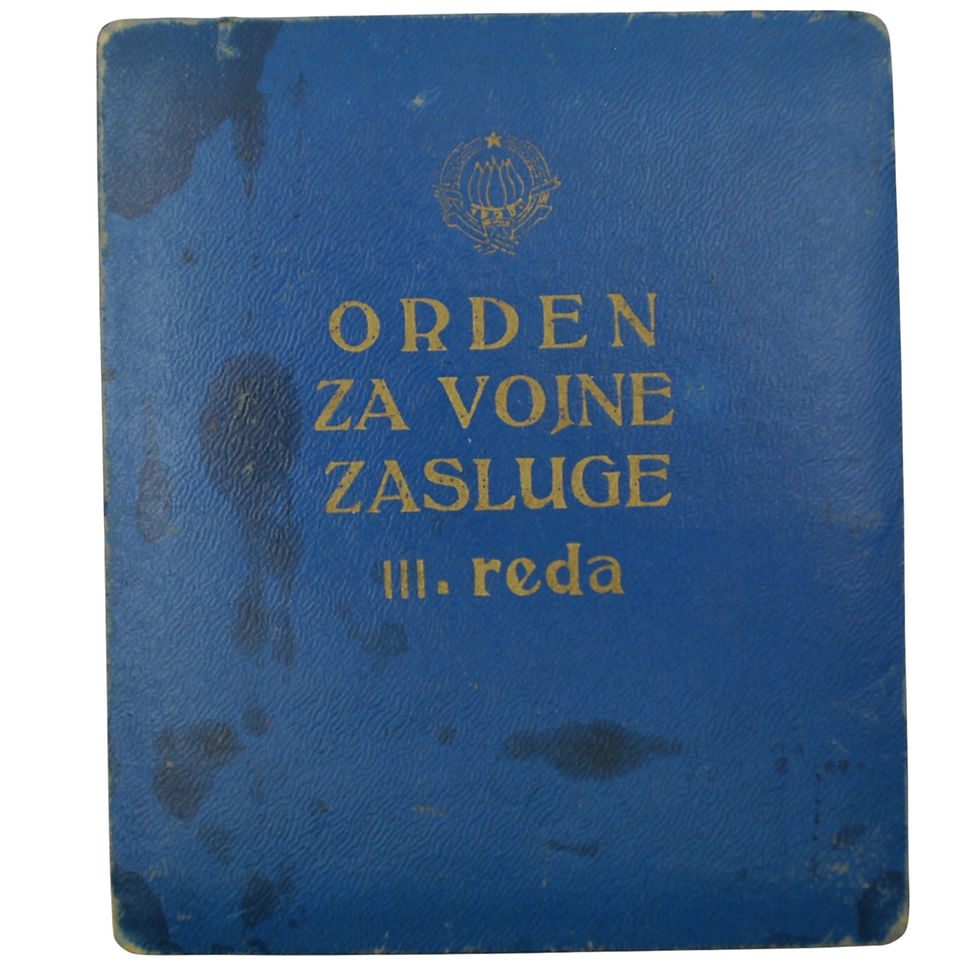 ORDEN
ZA VOJNE
ZASLUGE
III. reda